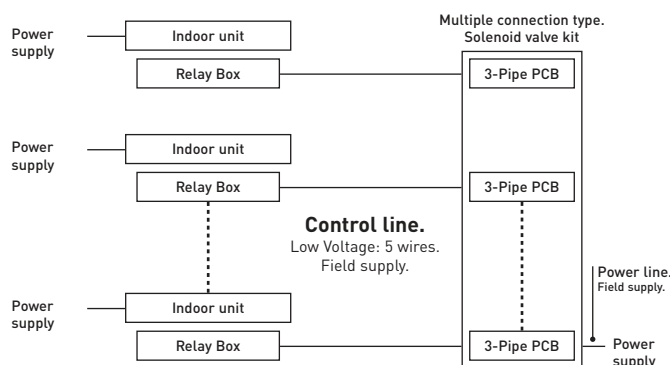 Multiple connection type.
Solenoid valve kit
Power
supply
Indoor unit
Relay Box
3-Pipe PCB
Power
supply
Indoor unit
Relay Box
3-Pipe PCB
Control line.
Low Voltage: 5 wires.
Field supply.
Power line.
Field supply.
Power
supply
Indoor unit
Relay Box
3-Pipe PCB
Power
supply